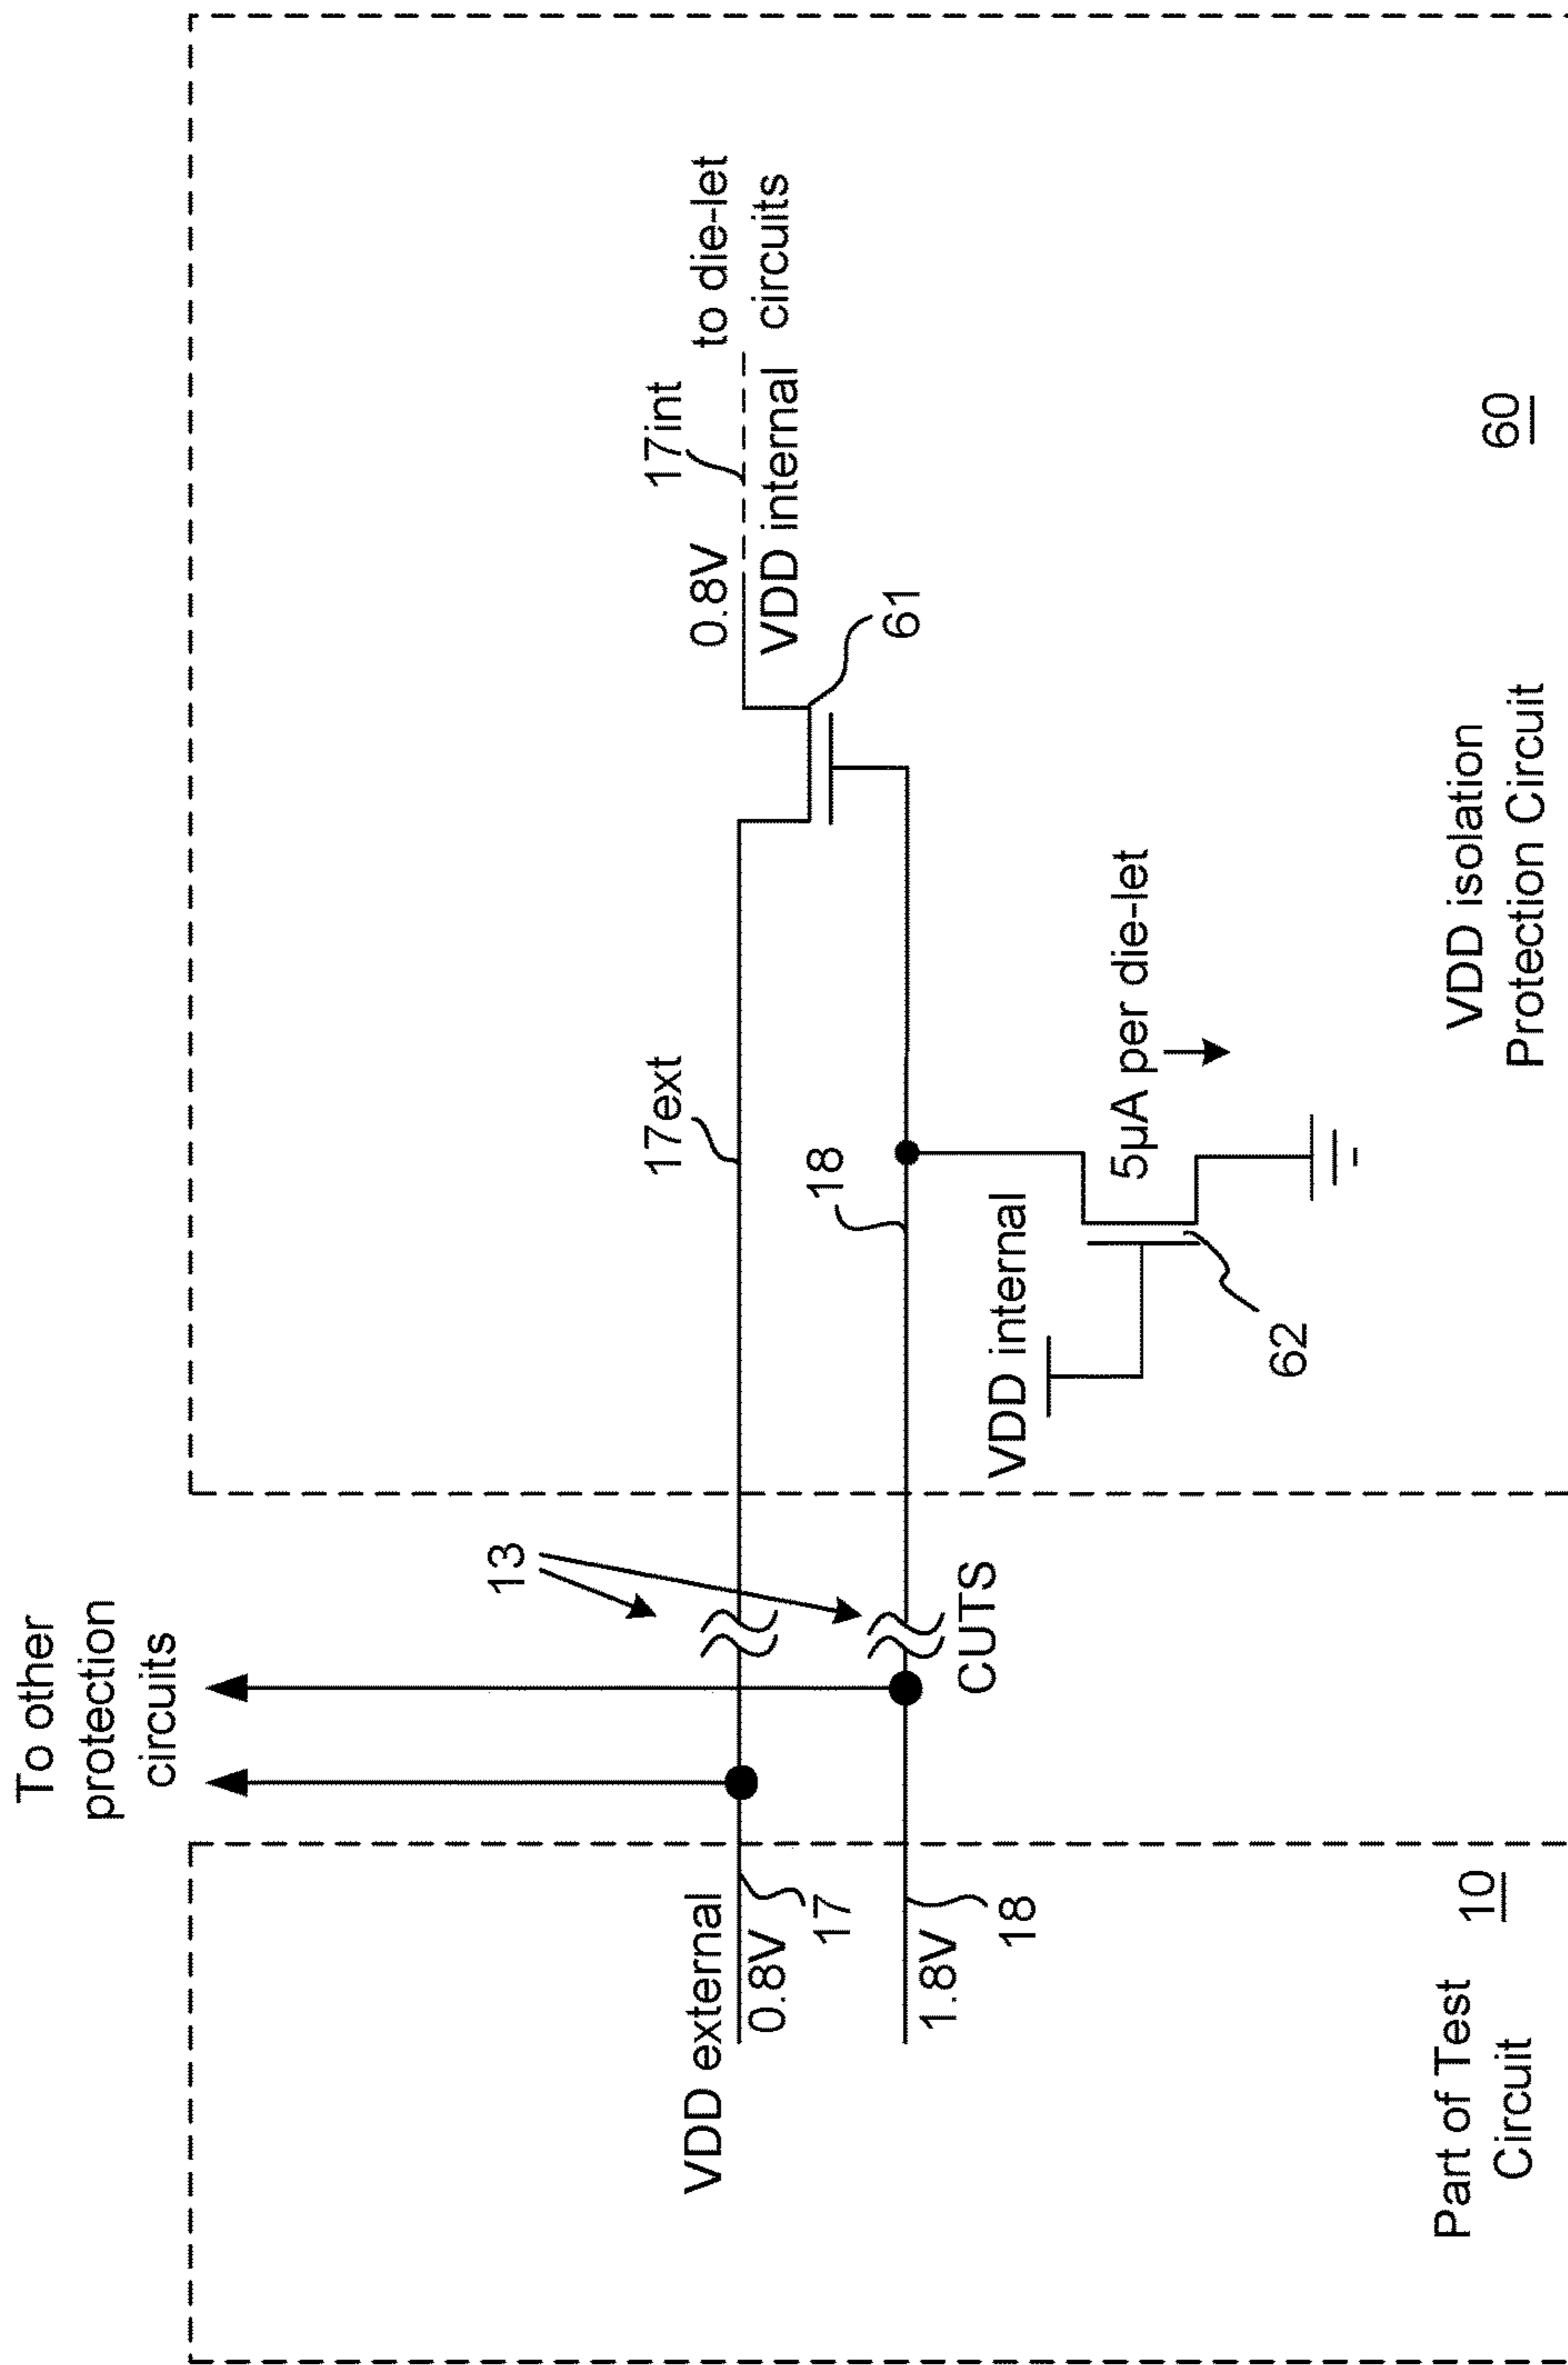 To other
protection
circuits
VDD external
0.8V
17
1.8V
18
Part of Test
Circuit
10
13
CUTS
17ext
18
VDD internal
62
5µA per die-let
61
0.8V
17int
VDD internal
to die-let
circuits
VDD isolation
Protection Circuit
60